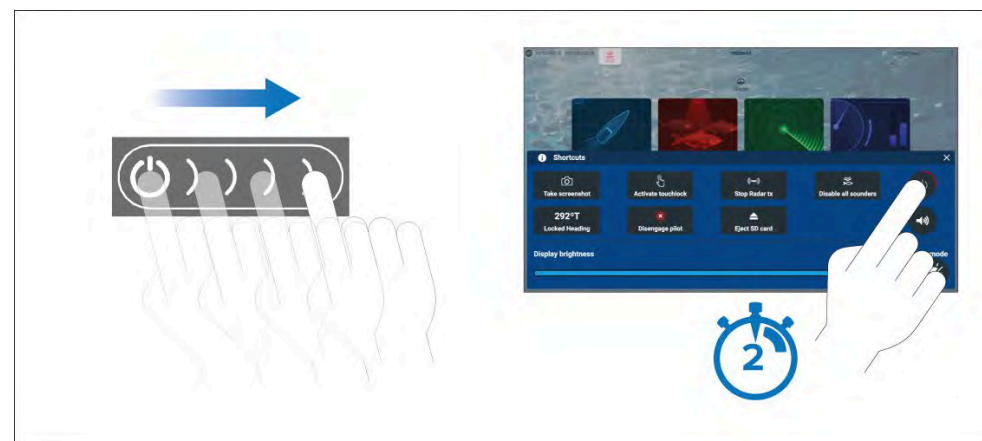 Shortcuts
Take screenshot
Activate touchlock
Stop Radar tx
Disable all sounders
292°T
Locked Heading
Disengage pilot
Eject SD card
Display brightness
mode
2